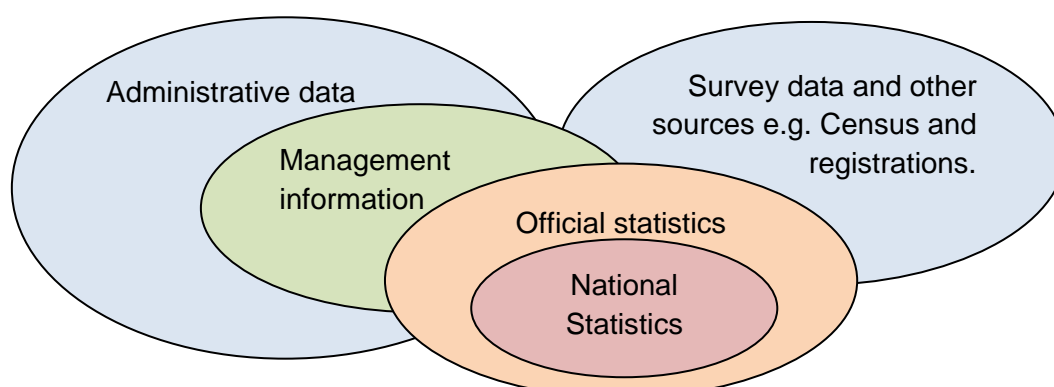 Administrative data
Survey data and other
sources e.g. Census and
registrations.
Management
information
Official statistics
National
Statistics